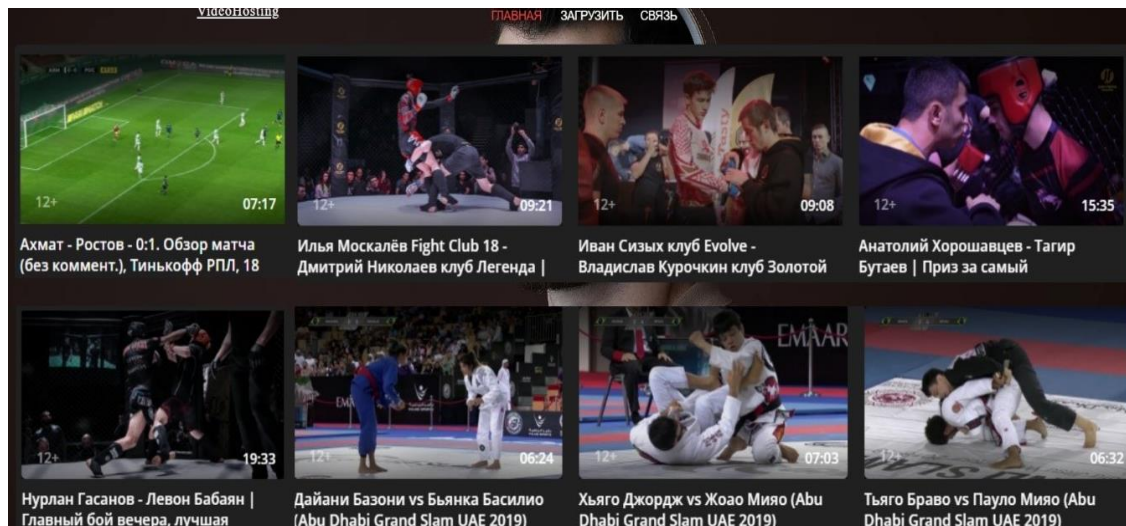 VideoHosting
ГЛАВНАЯ ЗАГРУЗИТЬ СВЯЗЬ
12+ 07:17
12+ 09:21
12+ 09:08
12+ 15:35
Ахмат - Ростов - 0:1. Обзор матча
(без коммент.), Тинькофф РПЛ, 18
Илья Москалёв Fight Club 18 -
Дмитрий Николаев клуб Легенда |
Иван Сизых клуб Evolve -
Владислав Курочкин клуб Золотой
Анатолий Хорошавцев - Тагир
Бутаев | Приз за самый
EMAAR
12+ 19:33
12+ 06:24
12+ 07:03
12+ 06:32
Нурлан Гасанов - Левон Бабаян |
Главный бой вечера, лучшая
Дайани Базони vs Бьянка Басилио
(Abu Dhabi Grand Slam UAE 2019)
Хьяго Джордж vs Жоао Мияо (Abu
Dhabi Grand Slam UAE 2019)
Тьяго Браво vs Пауло Мияо (Abu
Dhabi Grand Slam UAE 2019)